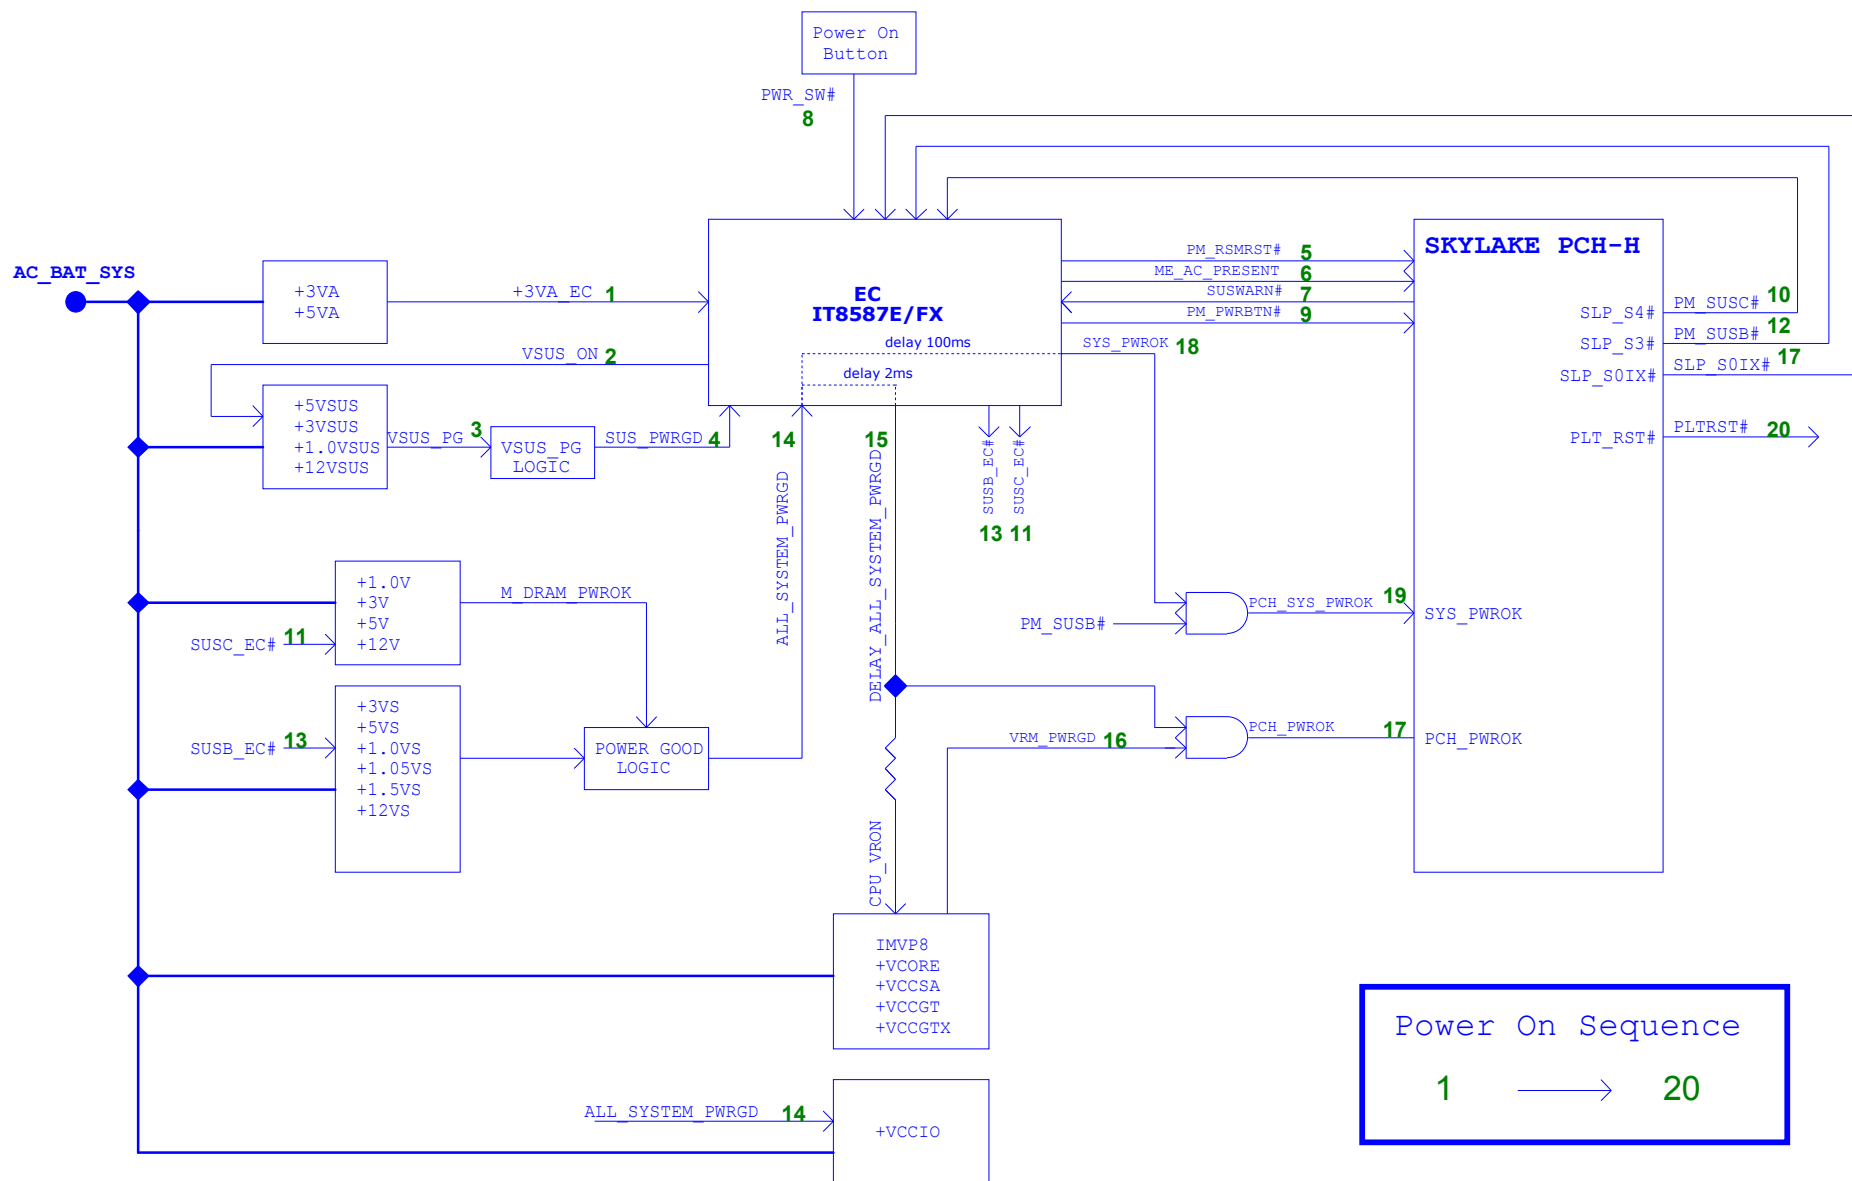 Power On
Button
PWR_SW#
8
AC_BAT_SYS
+3VA
+5VA
+3VA_EC 1
VSUS_ON 2
EC
IT8587E/FX
delay 100ms
delay 2ms
PM_RSMRST# 5
ME_AC_PRESENT 6
SUSWARN# 7
PM_PWRBTN# 9
SYS_PWROK 18
SKYLAKE PCH-H
SLP_S4#
PM_SUSC# 10
SLP_S3#
PM_SUSB# 12
SLP_S0IX#
SLP_S0IX# 17
PLT_RST#
PLTRST# 20
+5VSUS
+3VSUS
+1.0VSUS
+12VSUS
VSUS_PG 3
VSUS_PG
LOGIC
SUS_PWRGD 4
14
ALL_SYSTEM_PWRGD
15
DELAY_ALL_SYSTEM_PWRGD
SUSB_EC#
13
SUSC_EC#
11
+1.0V
+3V
+5V
+12V
SUSC_EC# 11
M_DRAM_PWROK
PM_SUSB#
PCH_SYS_PWROK 19
SYS_PWROK
+3VS
+5VS
+1.0VS
+1.05VS
+1.5VS
+12VS
SUSB_EC# 13
POWER GOOD
LOGIC
VRM_PWRGD 16
PCH_PWROK 17
PCH_PWROK
CPU_VRON
IMVP8
+VCORE
+VCCSA
+VCCGT
+VCCGTX
ALL_SYSTEM_PWRGD 14
+VCCIO
Power On Sequence
1 20